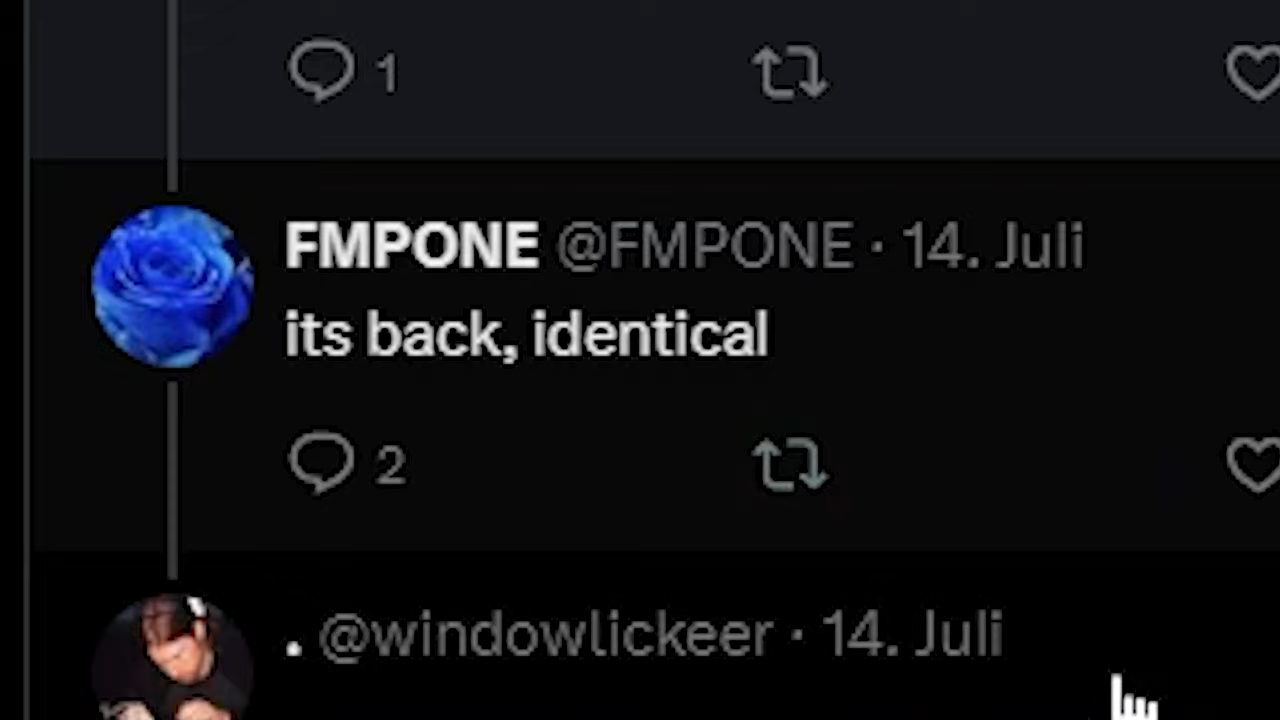 1
FMPONE @FMPONE · 14. Juli
its back, identical
2
. @windowlickeer · 14. Juli